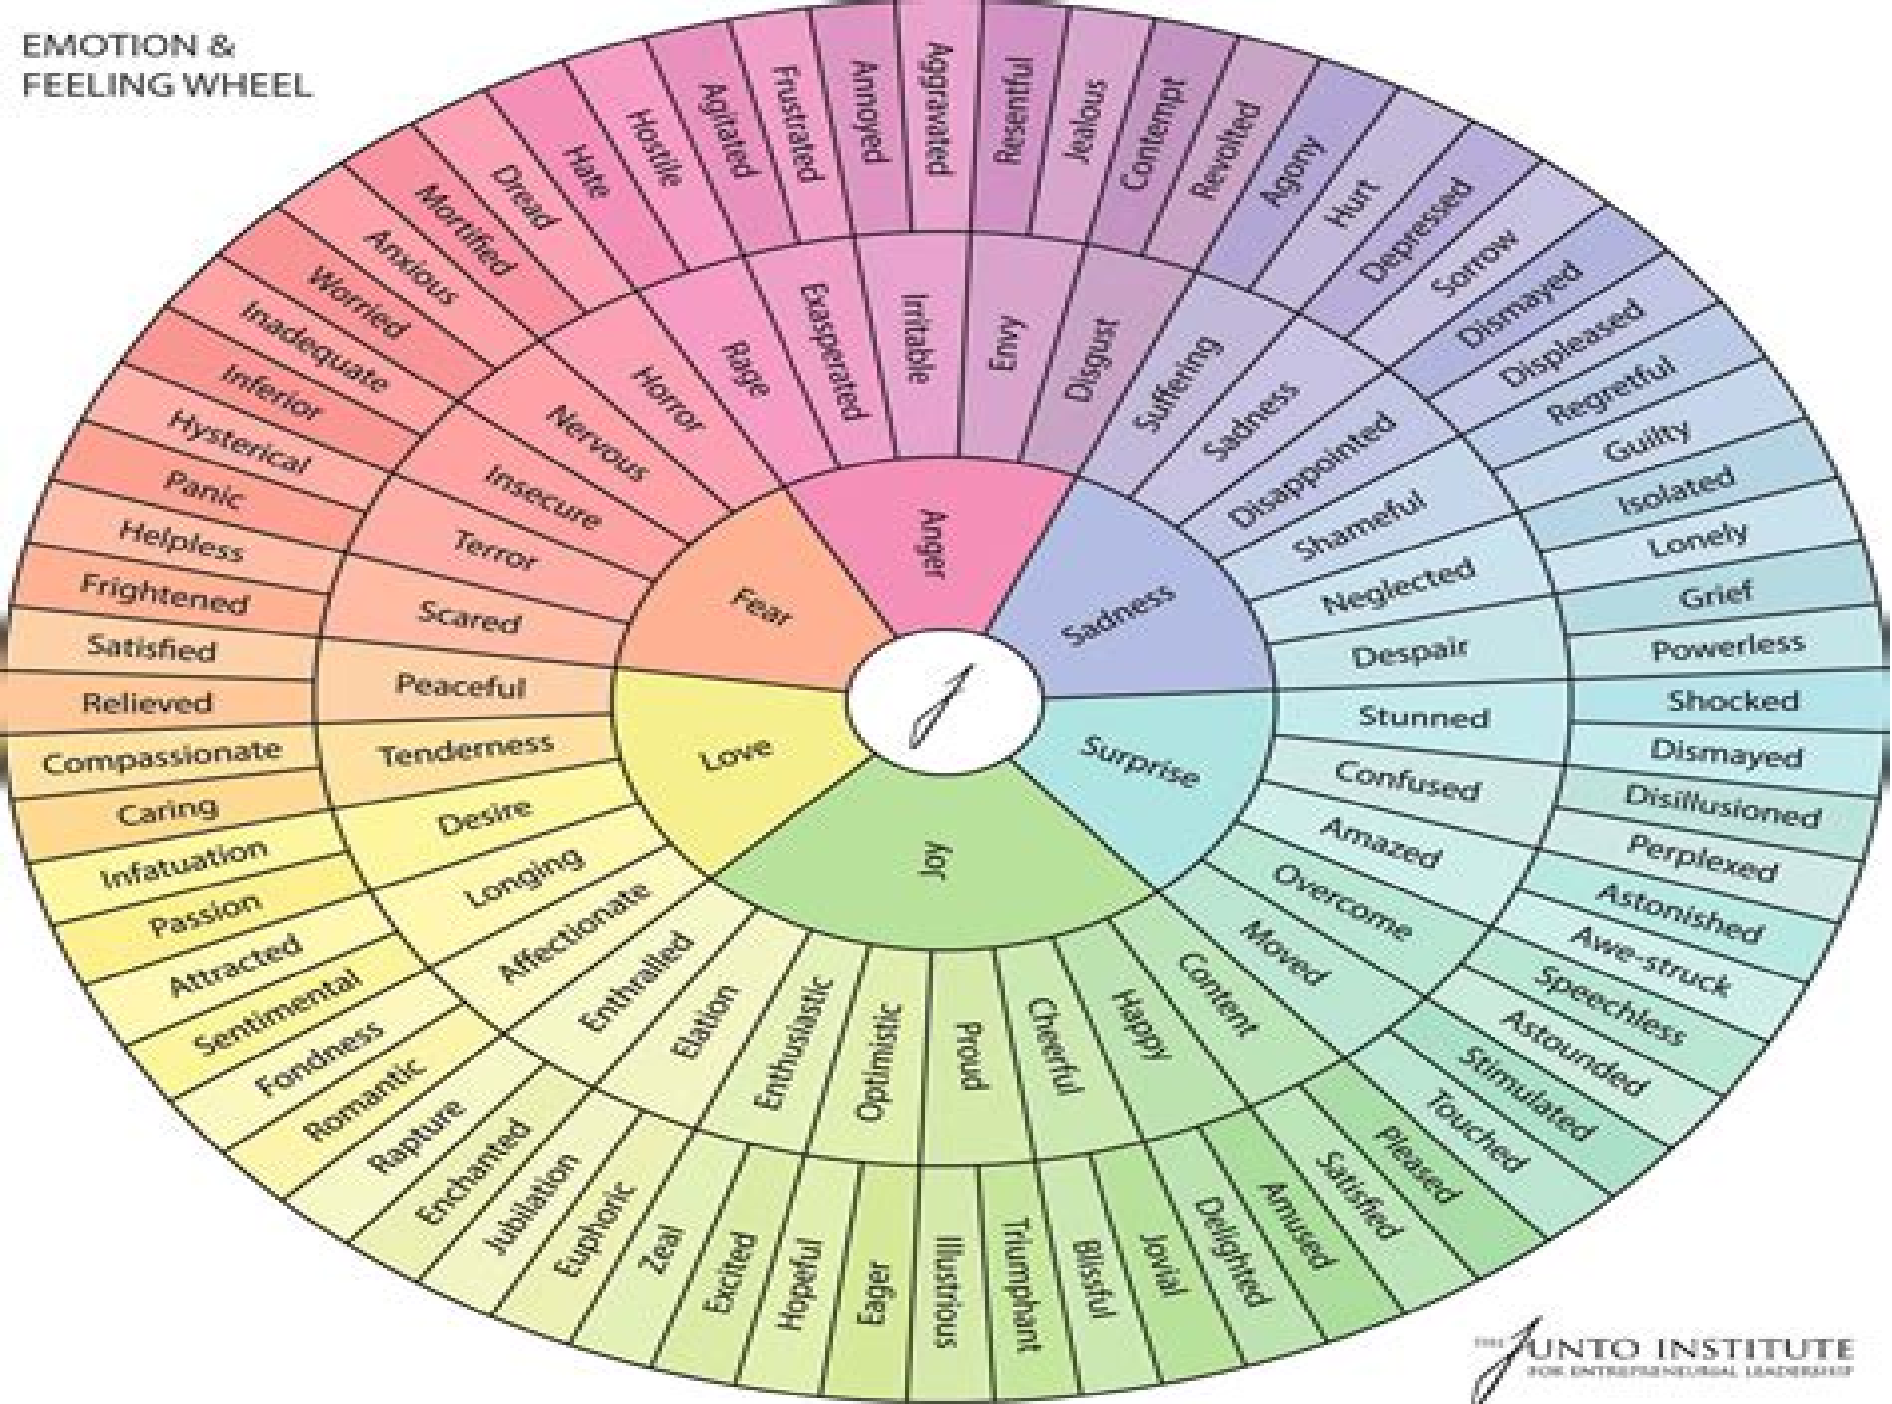 EMOTION &
FEELING WHEEL
Anger
Sadness
Surprise
Joy
Love
Fear
Rage
Exasperated
Irritable
Envy
Disgust
Suffering
Sadness
Disappointed
Shameful
Neglected
Despair
Stunned
Confused
Amazed
Overcome
Moved
Content
Happy
Cheerful
Proud
Optimistic
Enthusiastic
Elation
Enthralled
Affectionate
Longing
Desire
Tenderness
Peaceful
Scared
Terror
Insecure
Nervous
Horror
Hate
Hostile
Agitated
Frustrated
Annoyed
Aggravated
Resentful
Jealous
Contempt
Revolted
Agony
Hurt
Depressed
Sorrow
Dismayed
Displeased
Regretful
Guilty
Isolated
Lonely
Grief
Powerless
Shocked
Dismayed
Disillusioned
Perplexed
Astonished
Awe-struck
Speechless
Astounded
Stimulated
Touched
Pleased
Satisfied
Amused
Delighted
Jovial
Blissful
Triumphant
Illustrious
Eager
Hopeful
Excited
Zeal
Euphoric
Jubilation
Enchanted
Rapture
Romantic
Fondness
Sentimental
Attracted
Passion
Infatuation
Caring
Compassionate
Relieved
Satisfied
Frightened
Helpless
Panic
Hysterical
Inferior
Inadequate
Worried
Anxious
Mortified
Dread
THE JUNTO INSTITUTE
FOR ENTREPRENEURIAL LEADERSHIP